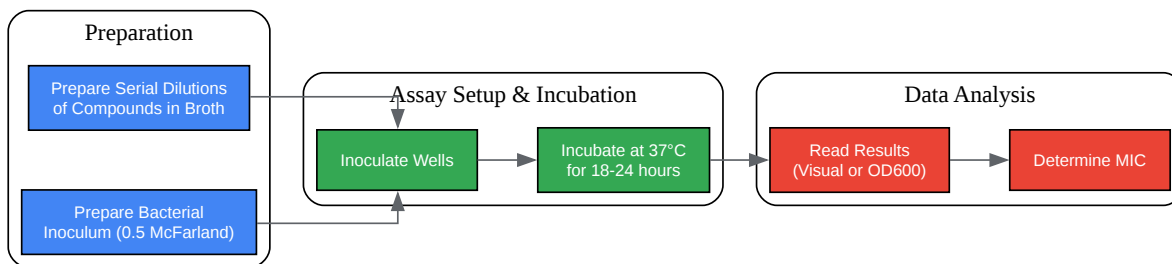 Preparation
Prepare Serial Dilutions
of Compounds in Broth
Prepare Bacterial
Inoculum (0.5 McFarland)
Assay Setup & Incubation
Inoculate Wells
Incubate at 37°C
for 18-24 hours
Data Analysis
Read Results
(Visual or OD600)
Determine MIC